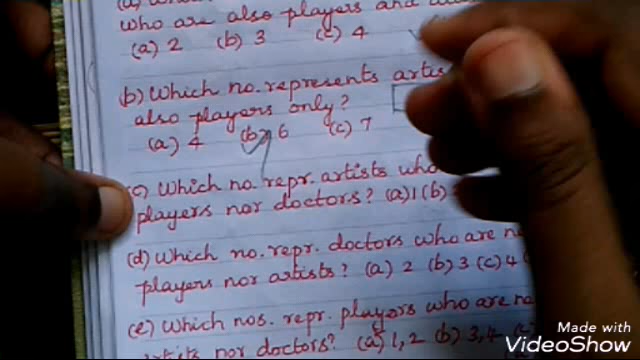 who are also players and
(a) 2 (b) 3 (c) 4
(b) Which no. represents
also players only?
(a) 4 (b) 6 (c) 7
(c) Which no. repr. artists who
players nor doctors? (a) 1 (b)
(d) Which no. repr. doctors who are
players nor artists? (a) 2 (b) 3 (c) 4
(e) Which nos. repr. players who are
nor doctors? (a) 1, 2 (b) 3, 4
Made with
VideoShow